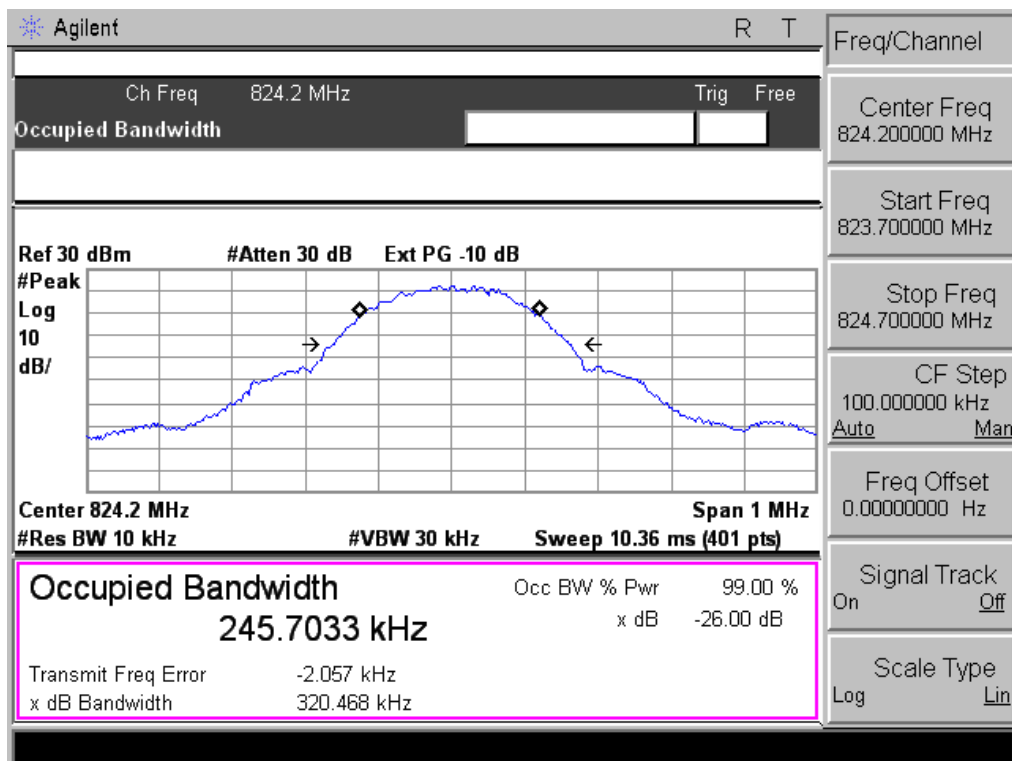 Agilent R T
Freq/Channel
Ch Freq 824.2 MHz Trig Free
Occupied Bandwidth
Center Freq
824.200000 MHz
Start Freq
823.700000 MHz
Ref 30 dBm #Atten 30 dB Ext PG -10 dB
#Peak
Log
10
dB/
Stop Freq
824.700000 MHz
CF Step
100.000000 kHz
Auto Man
Center 824.2 MHz Span 1 MHz
#Res BW 10 kHz #VBW 30 kHz Sweep 10.36 ms (401 pts)
Freq Offset
0.00000000 Hz
Occupied Bandwidth Occ BW % Pwr 99.00 %
245.7033 kHz x dB -26.00 dB
Transmit Freq Error -2.057 kHz
x dB Bandwidth 320.468 kHz
Signal Track
On Off
Scale Type
Log Lin